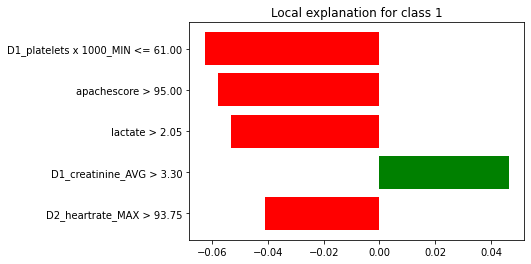 Local explanation for class 1
D1_platelets x 1000_MIN <= 61.00
apachescore > 95.00
lactate > 2.05
D1_creatinine_AVG > 3.30
D2_heartrate_MAX > 93.75
−0.06 −0.04 −0.02 0.00 0.02 0.04